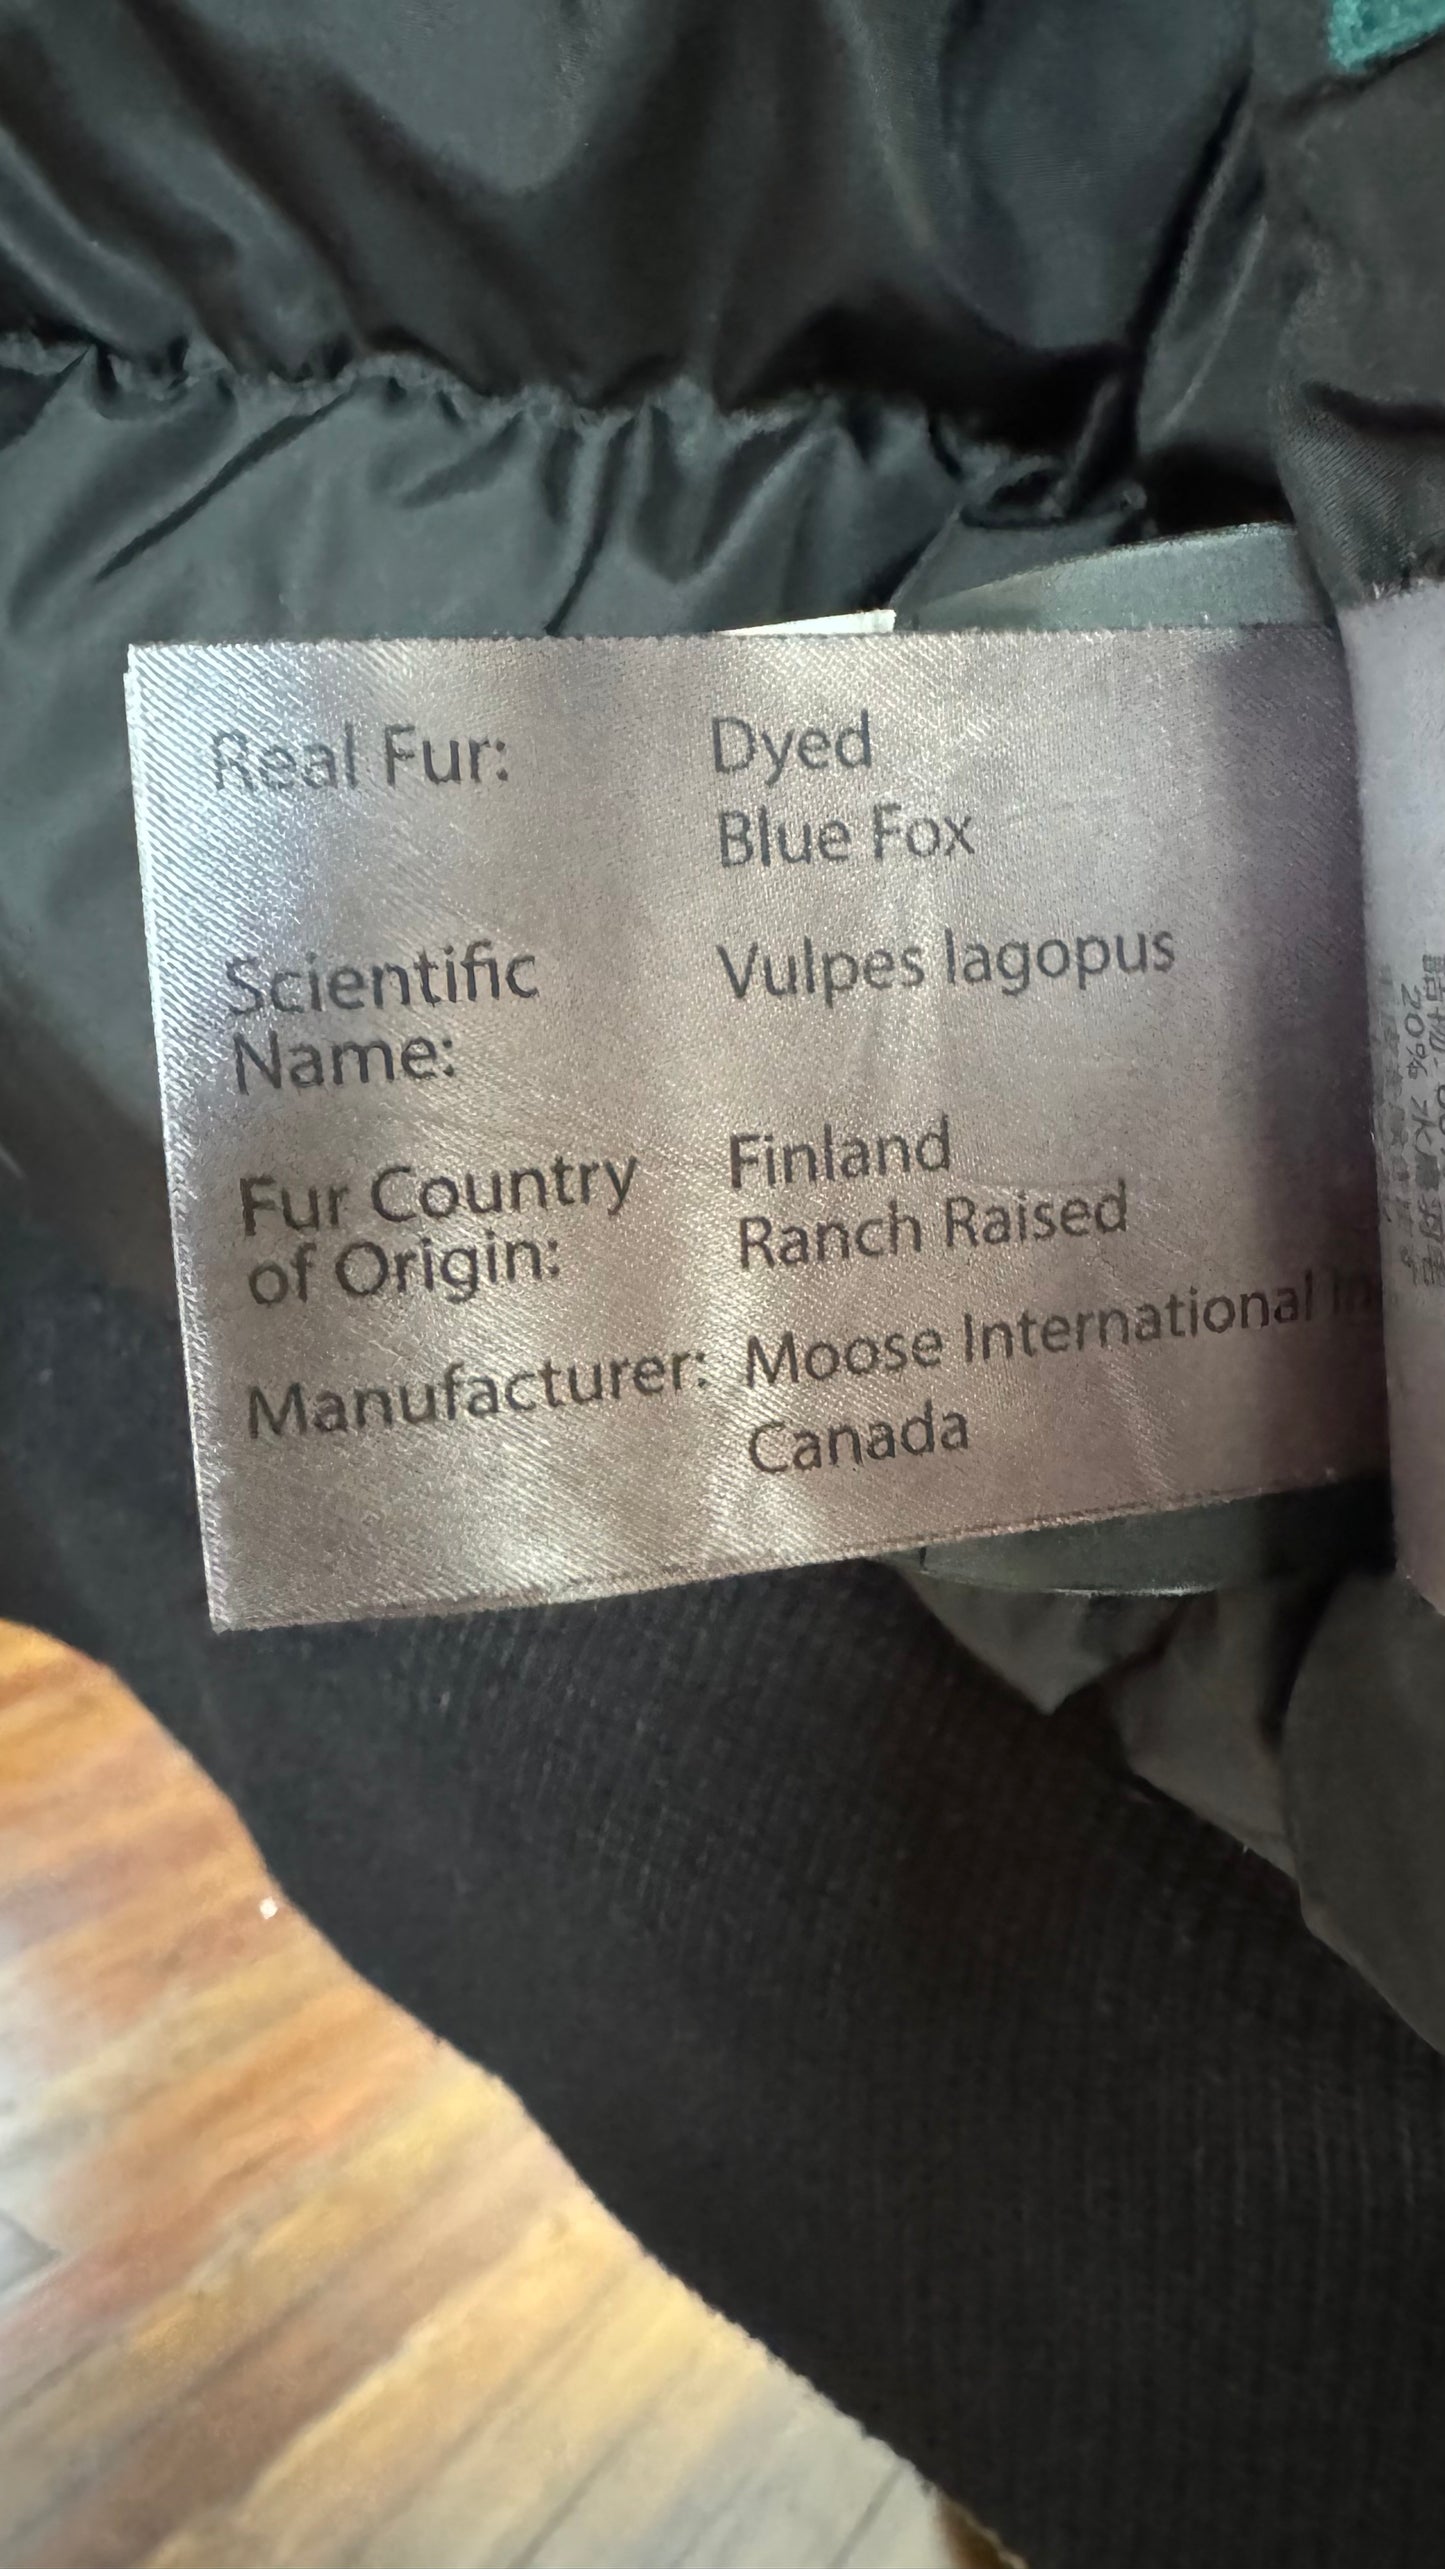 Real Fur: Dyed
Blue Fox
Scientific Vulpes lagopus
Name:
Fur Country Finland
of Origin: Ranch Raised
Manufacturer: Moose International
Canada
20%